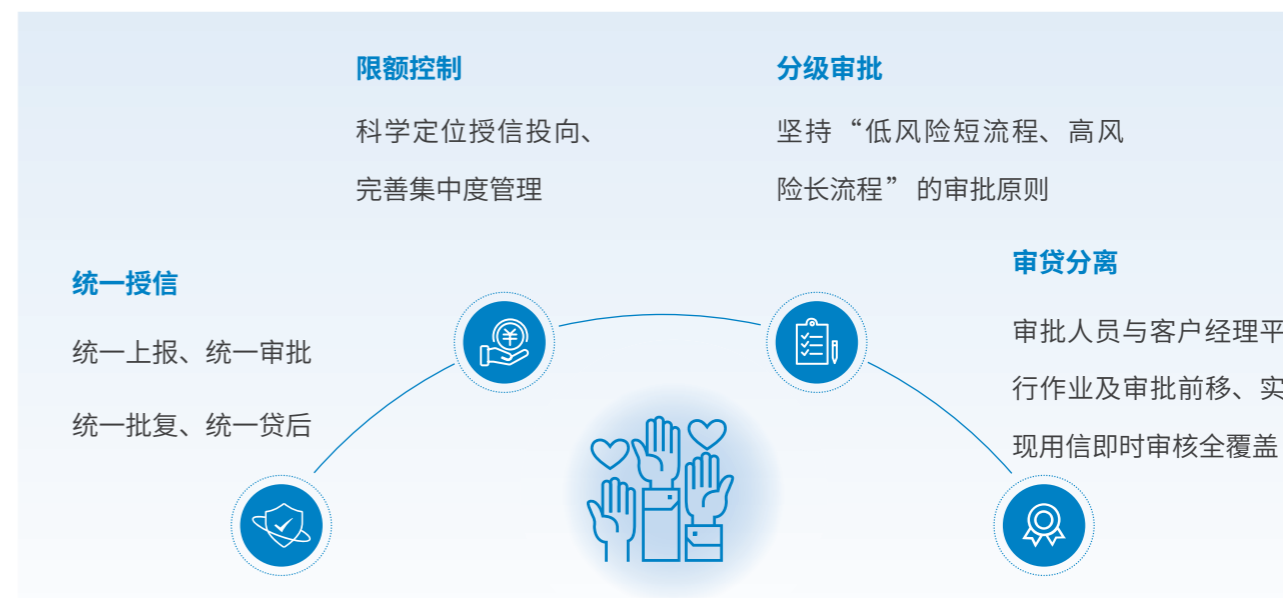 限额控制
科学定位授信投向、
完善集中度管理
分级审批
坚持“低风险短流程、高风
险长流程”的审批原则
统一授信
统一上报、统一审批
统一批复、统一贷后
审贷分离
审批人员与客户经理平
行作业及审批前移、实
现用信即时审核全覆盖